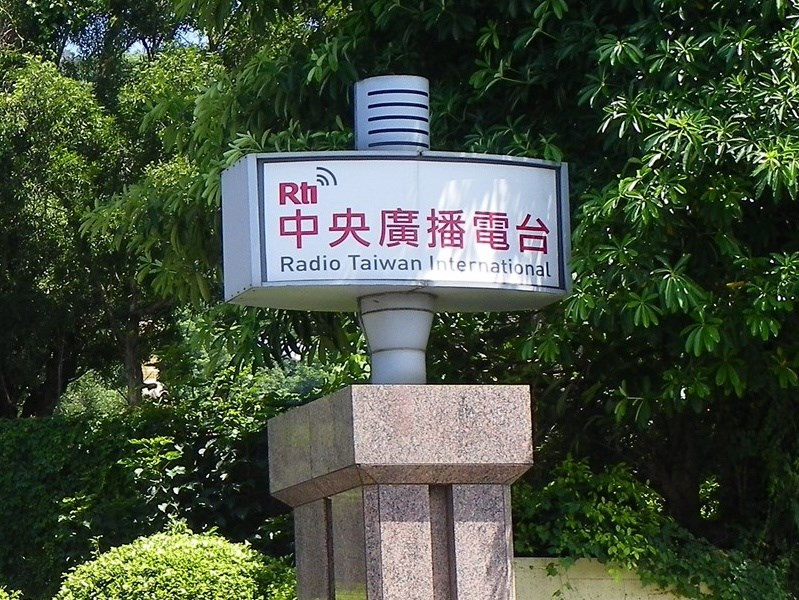 Rti
中央廣播電台
Radio Taiwan International